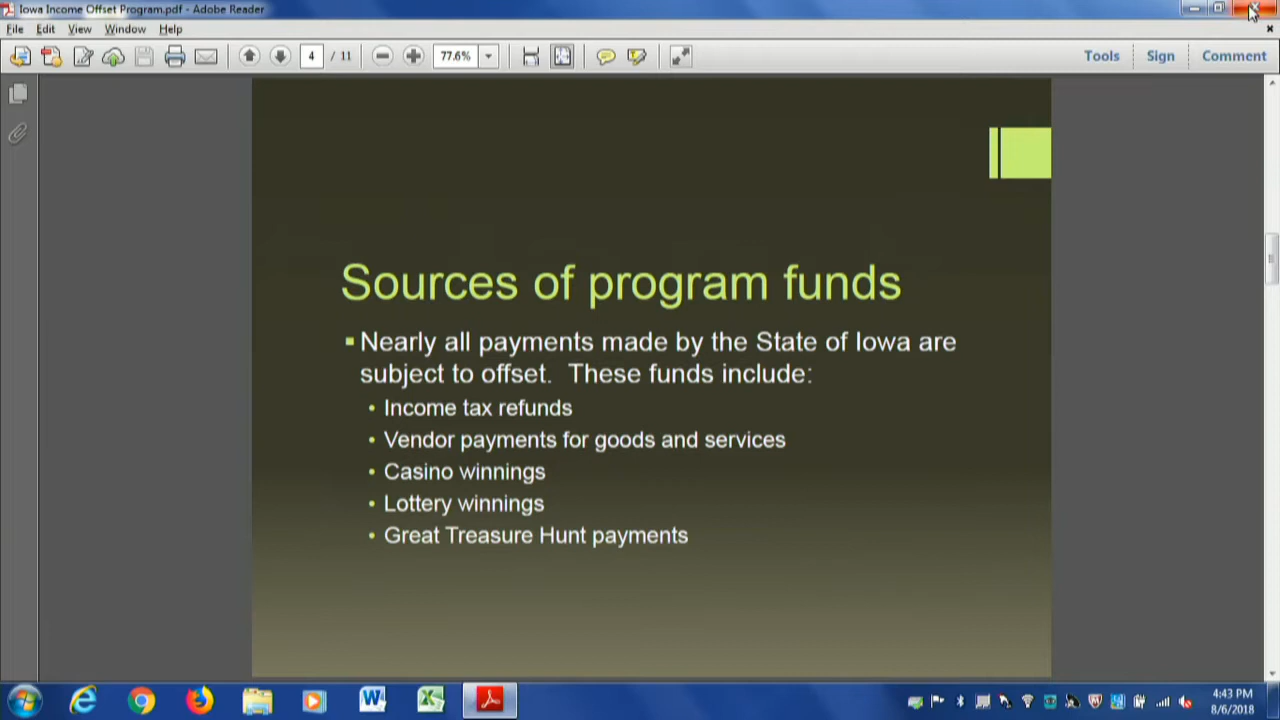 Iowa Income Offset Program.pdf - Adobe Reader
File Edit View Window Help
4 / 11 77.6% Tools Sign Comment
Sources of program funds
▪ Nearly all payments made by the State of Iowa are
subject to offset. These funds include:
• Income tax refunds
• Vendor payments for goods and services
• Casino winnings
• Lottery winnings
• Great Treasure Hunt payments
4:43 PM
8/6/2018